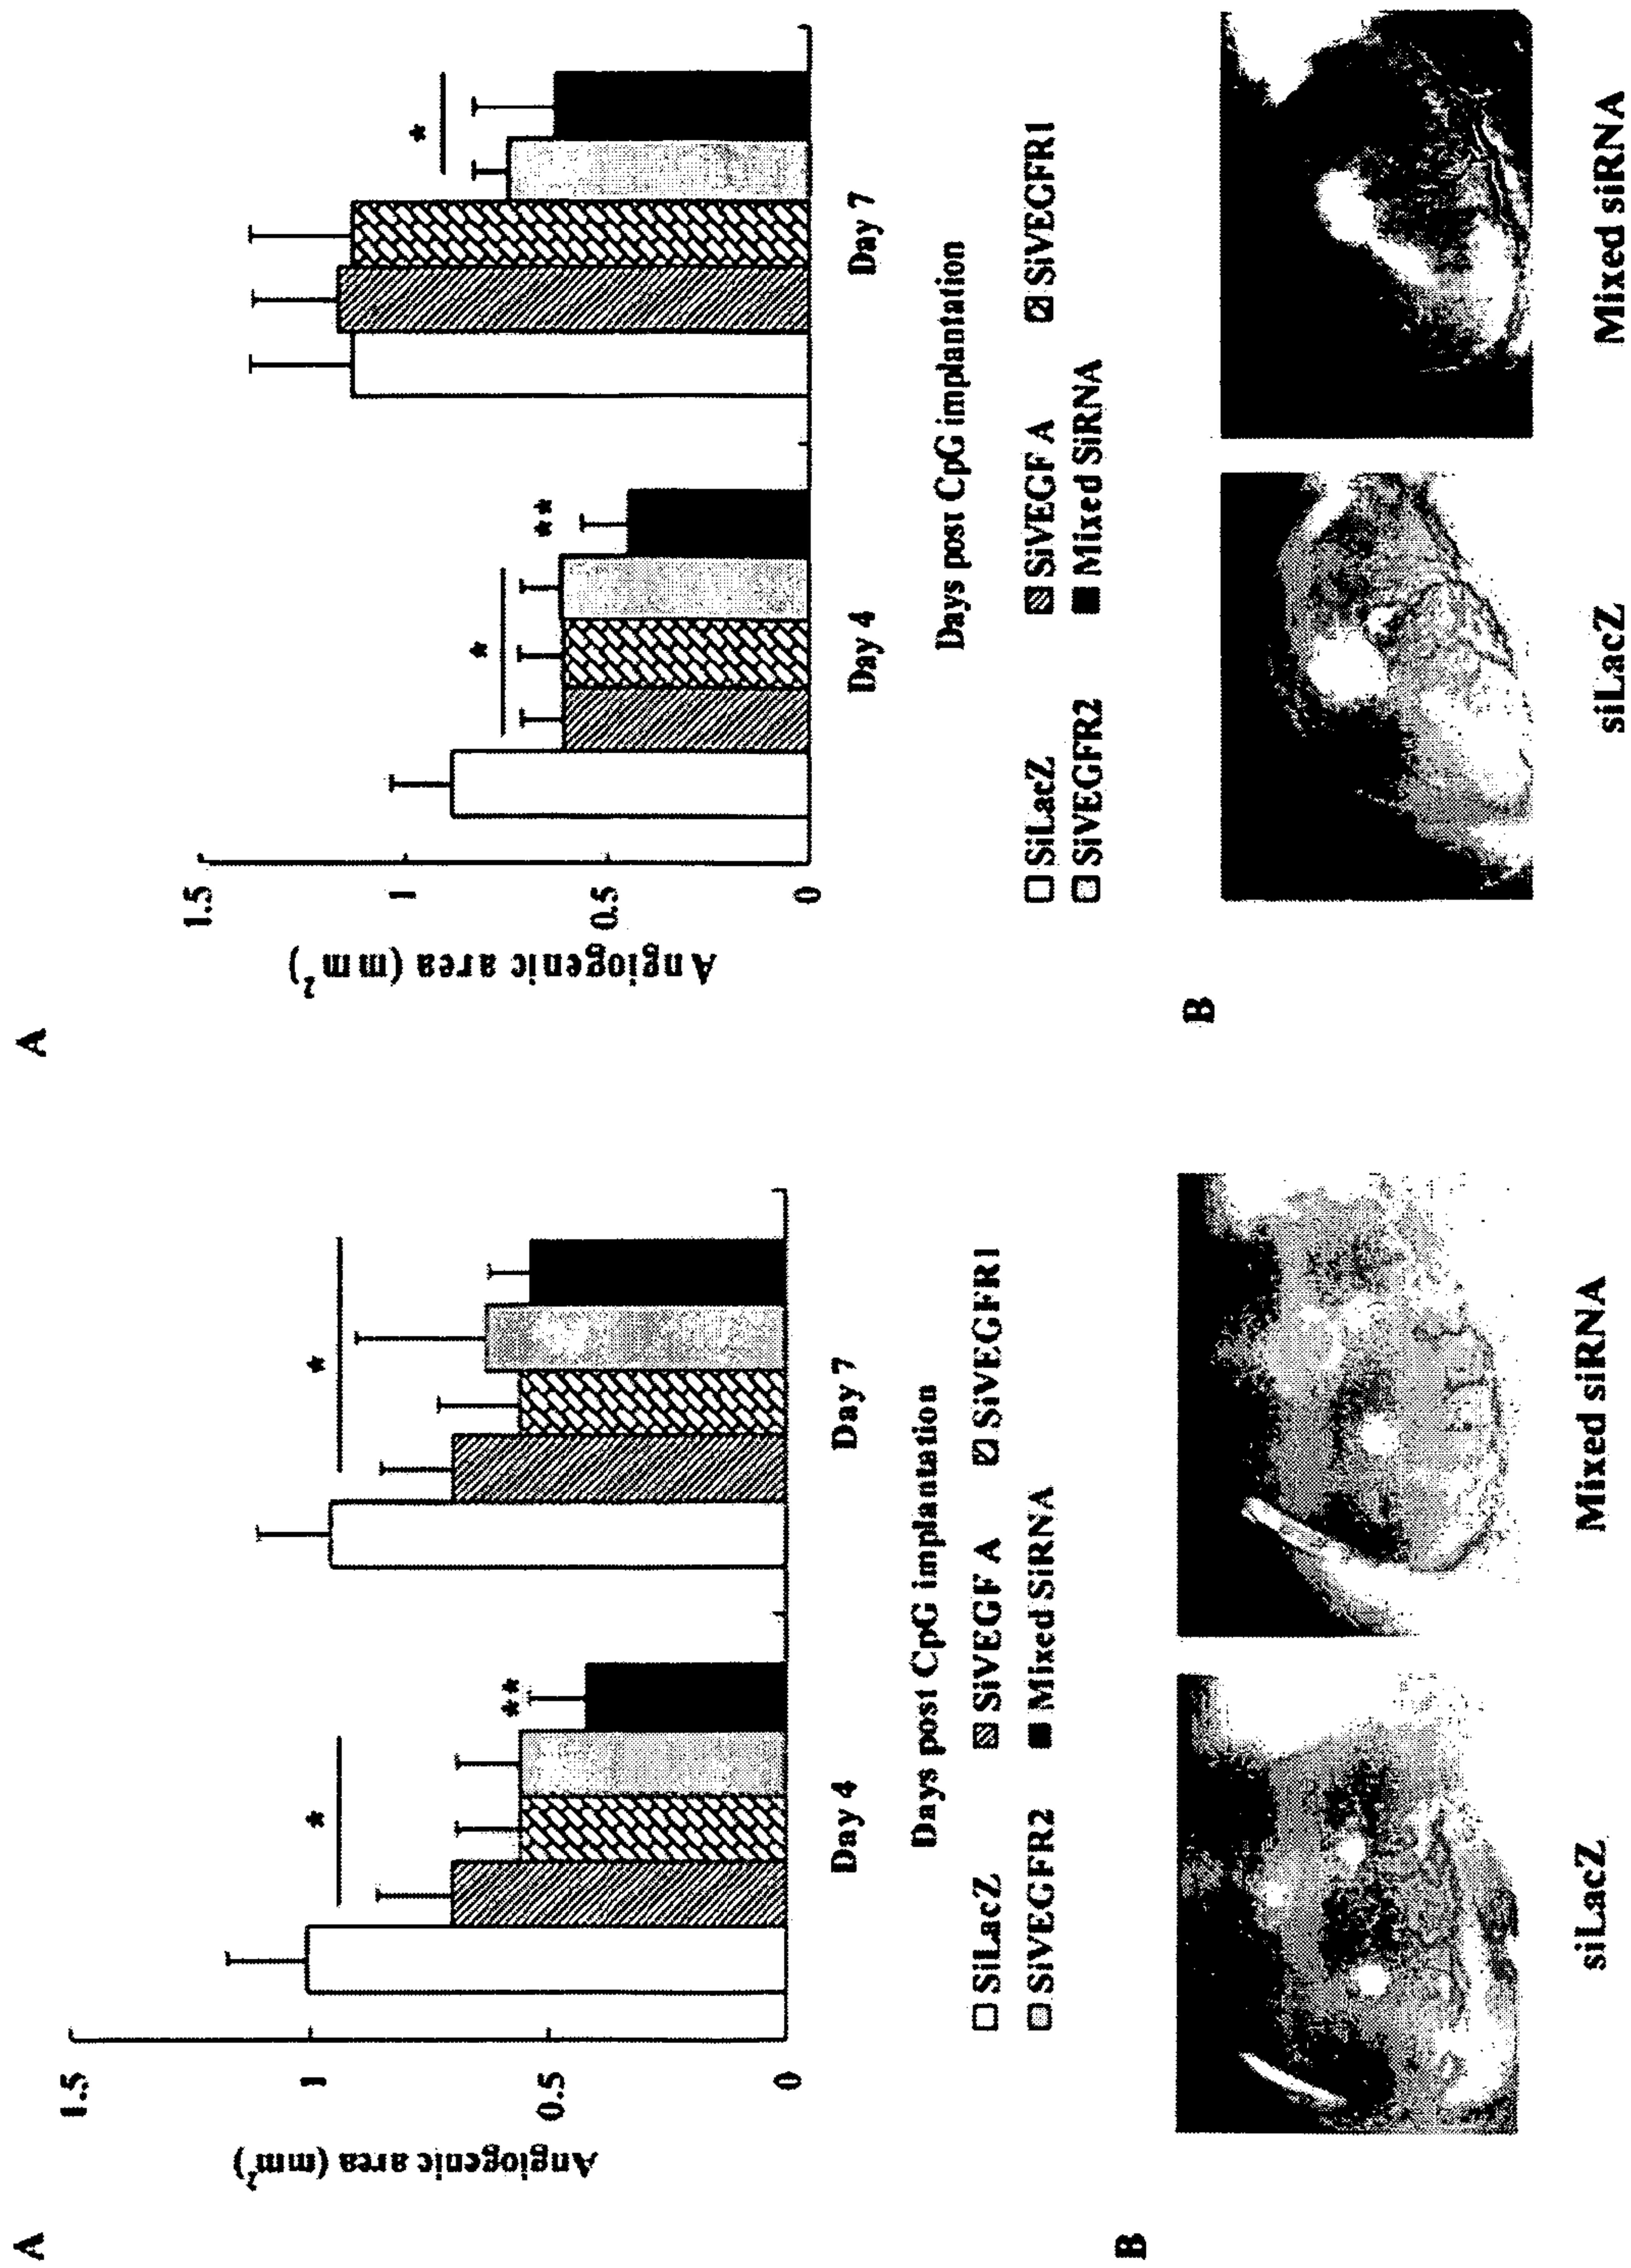 A
Angiogenic area (mm²)
1.5
1
0.5
0
*
**
*
Day 4
Day 7
Days post CpG implantation
SiLacZ
SiVEGF A
SiVEGFR1
SiVEGFR2
Mixed SiRNA
B
siLacZ
Mixed siRNA
A
Angiogenic area (mm²)
1.5
1
0.5
0
*
**
*
Day 4
Day 7
Days post CpG implantation
SiLacZ
SiVEGF A
SiVEGFR1
SiVEGFR2
Mixed SiRNA
B
siLacZ
Mixed siRNA